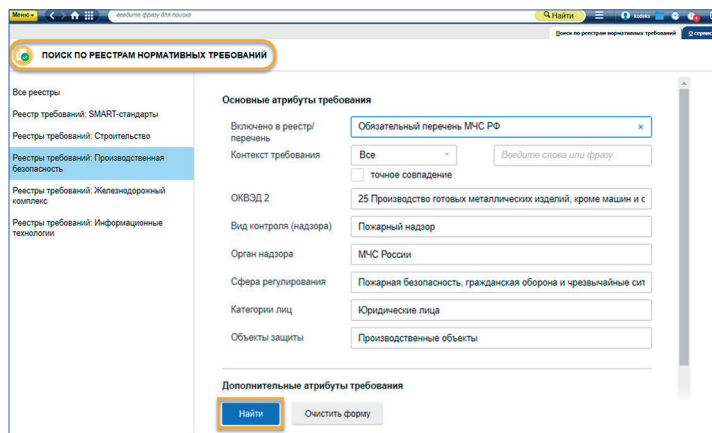 Меню
введите фразу для поиска
Найти
kodeks
Поиск по реестрам нормативных требований
О сервисе
ПОИСК ПО РЕЕСТРАМ НОРМАТИВНЫХ ТРЕБОВАНИЙ
Все реестры
Реестр требований: SMART-стандарты
Реестры требований: Строительство
Реестры требований: Производственная
безопасность
Реестры требований: Железнодорожный
комплекс
Реестры требований: Информационные
технологии
Основные атрибуты требования
Включено в реестр/
перечень
Обязательный перечень МЧС РФ
Контекст требования
Все
Введите слова или фразу
точное совпадение
ОКВЭД 2
25 Производство готовых металлических изделий, кроме машин и с
Вид контроля (надзора)
Пожарный надзор
Орган надзора
МЧС России
Сфера регулирования
Пожарная безопасность, гражданская оборона и чрезвычайные сит
Категории лиц
Юридические лица
Объекты защиты
Производственные объекты
Дополнительные атрибуты требования
Найти
Очистить форму